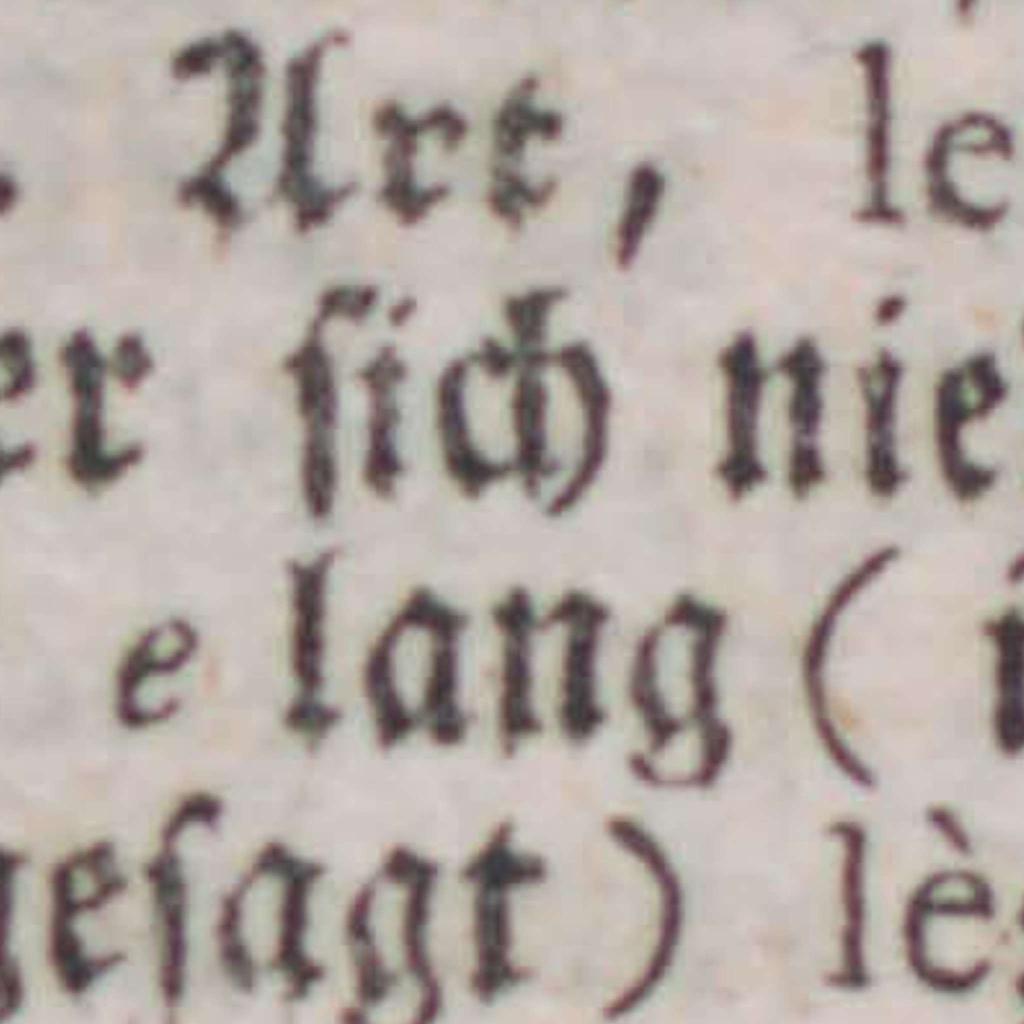 . Art, le
er sich nie
e lang (
gesagt) lè